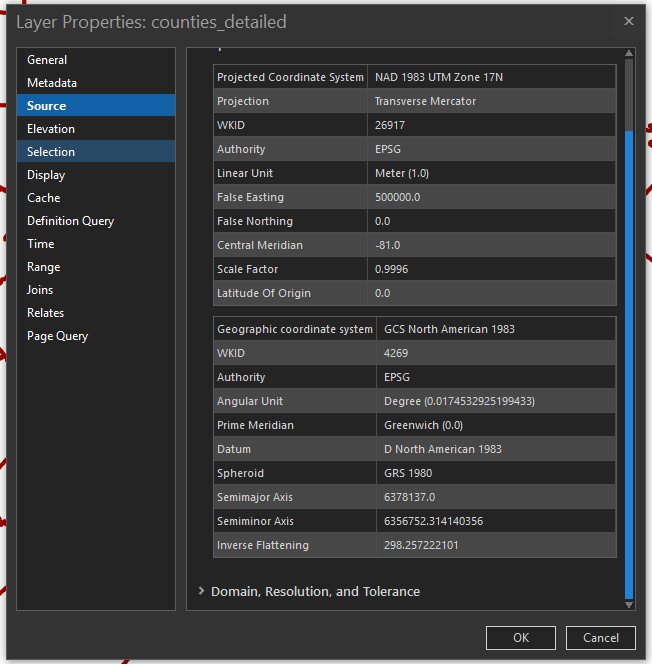 Layer Properties: counties_detailed
General
Metadata
Source
Elevation
Selection
Display
Cache
Definition Query
Time
Range
Joins
Relates
Page Query
Projected Coordinate System NAD 1983 UTM Zone 17N
Projection Transverse Mercator
WKID 26917
Authority EPSG
Linear Unit Meter (1.0)
False Easting 500000.0
False Northing 0.0
Central Meridian -81.0
Scale Factor 0.9996
Latitude Of Origin 0.0
Geographic coordinate system GCS North American 1983
WKID 4269
Authority EPSG
Angular Unit Degree (0.0174532925199433)
Prime Meridian Greenwich (0.0)
Datum D North American 1983
Spheroid GRS 1980
Semimajor Axis 6378137.0
Semiminor Axis 6356752.314140356
Inverse Flattening 298.257222101
Domain, Resolution, and Tolerance
OK Cancel